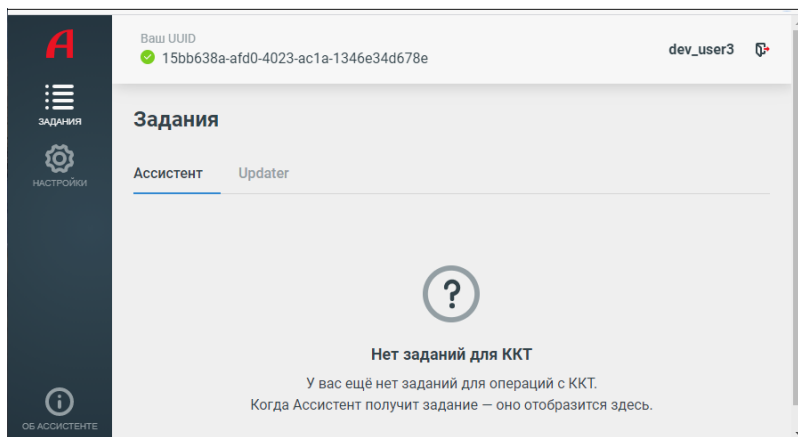 A
Ваш UUID
15bb638a-afd0-4023-ac1a-1346e34d678e
dev_user3
ЗАДАНИЯ
НАСТРОЙКИ
ОБ АССИСТЕНТЕ
Задания
Ассистент
Updater
?
Нет заданий для ККТ
У вас ещё нет заданий для операций с ККТ.
Когда Ассистент получит задание — оно отобразится здесь.